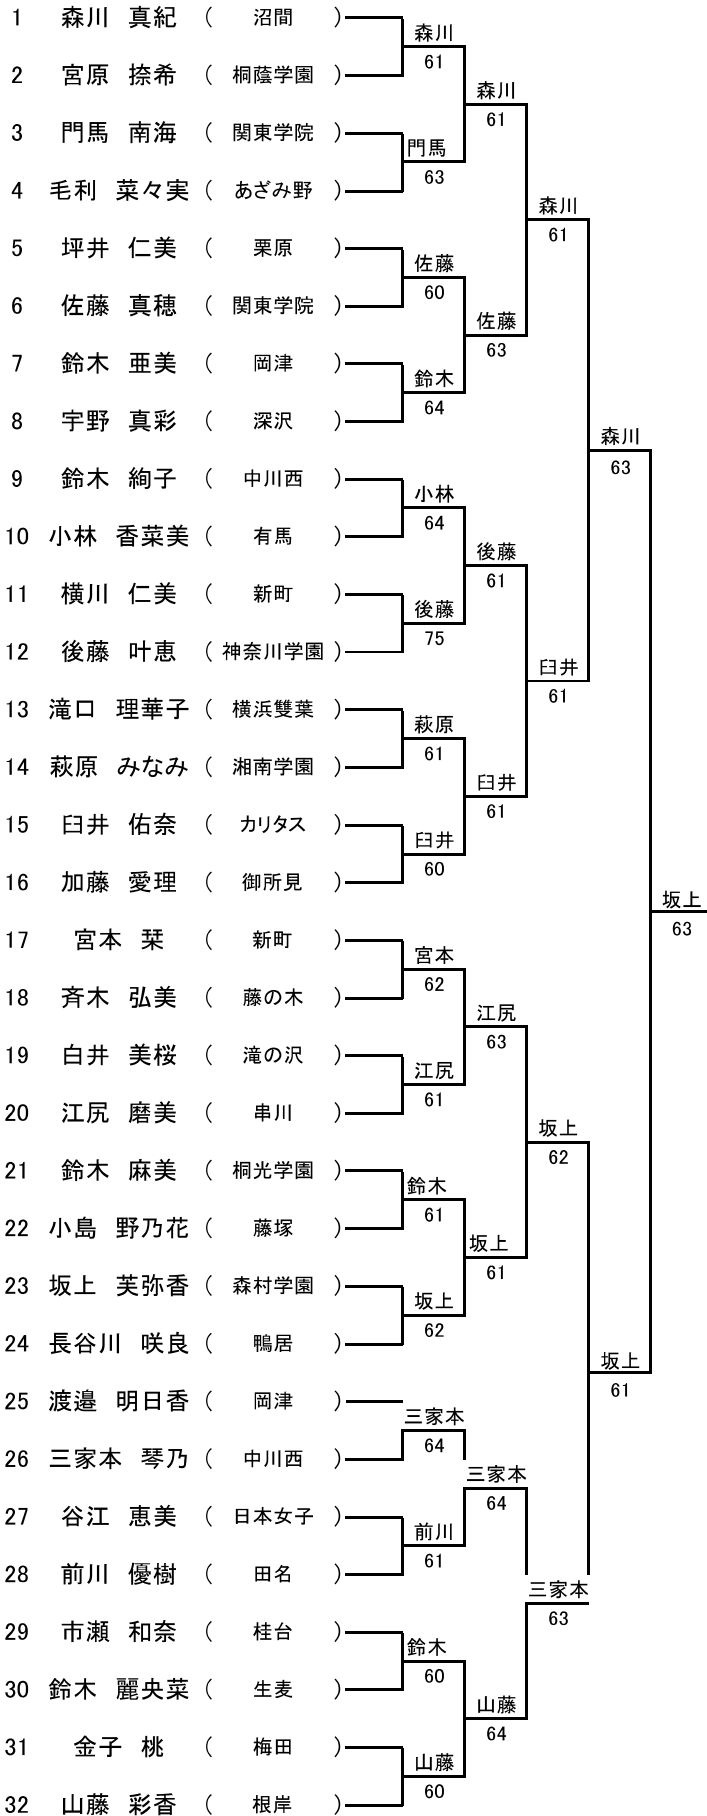 1 森川 真紀 ( 沼間 )
森川
61
2 宮原 捺希 ( 桐蔭学園 )
森川
61
3 門馬 南海 ( 関東学院 )
門馬
63
4 毛利 菜々実 ( あざみ野 )
森川
61
5 坪井 仁美 ( 栗原 )
佐藤
60
6 佐藤 真穂 ( 関東学院 )
佐藤
63
7 鈴木 亜美 ( 岡津 )
鈴木
64
8 宇野 真彩 ( 深沢 )
森川
63
9 鈴木 絢子 ( 中川西 )
小林
64
10 小林 香菜美 ( 有馬 )
後藤
61
11 横川 仁美 ( 新町 )
後藤
75
12 後藤 叶恵 ( 神奈川学園 )
臼井
61
13 滝口 理華子 ( 横浜雙葉 )
萩原
61
14 萩原 みなみ ( 湘南学園 )
臼井
61
15 臼井 佑奈 ( カリタス )
臼井
60
16 加藤 愛理 ( 御所見 )
坂上
63
17 宮本 栞 ( 新町 )
宮本
62
18 斉木 弘美 ( 藤の木 )
江尻
63
19 白井 美桜 ( 滝の沢 )
江尻
61
20 江尻 磨美 ( 串川 )
坂上
62
21 鈴木 麻美 ( 桐光学園 )
鈴木
61
22 小島 野乃花 ( 藤塚 )
坂上
61
23 坂上 芙弥香 ( 森村学園 )
坂上
62
24 長谷川 咲良 ( 鴨居 )
坂上
61
25 渡邉 明日香 ( 岡津 )
三家本
64
26 三家本 琴乃 ( 中川西 )
三家本
64
27 谷江 恵美 ( 日本女子 )
前川
61
28 前川 優樹 ( 田名 )
三家本
63
29 市瀬 和奈 ( 桂台 )
鈴木
60
30 鈴木 麗央菜 ( 生麦 )
山藤
64
31 金子 桃 ( 梅田 )
山藤
60
32 山藤 彩香 ( 根岸 )